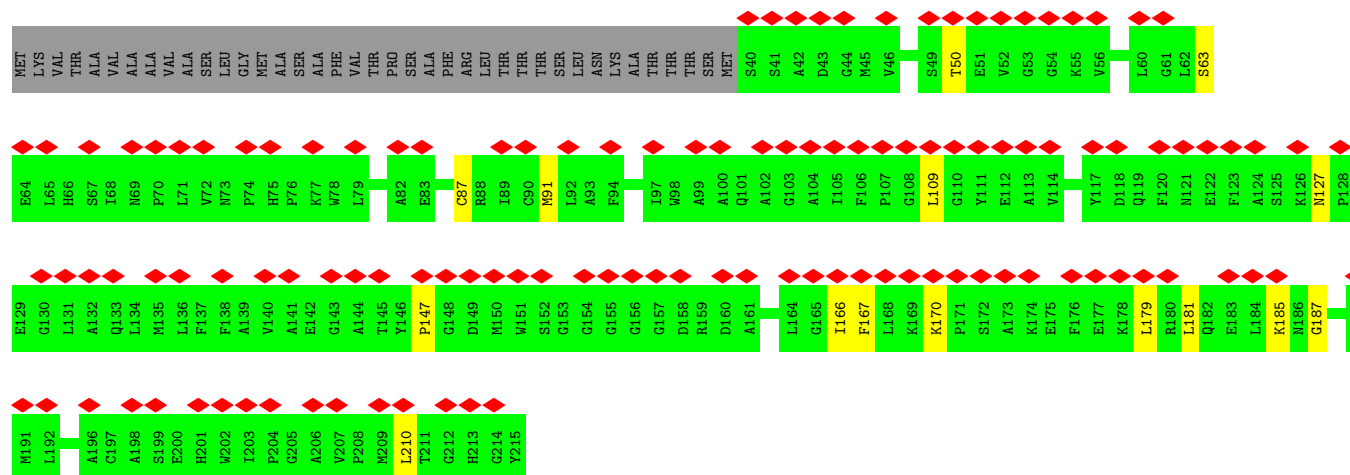 MET LYS VAL THR ALA VAL ALA ALA VAL ALA SER LEU GLY MET ALA SER ALA PHE VAL THR PRO SER ALA PHE ARG LEU THR THR THR SER LEU ASN LYS ALA THR THR THR SER MET S40 S41 A42 D43 G44 M45 V46 S49 T50 E51 V52 G53 G54 K55 V56 L60 G61 L62 S63
E64 L65 H66 S67 I68 N69 P70 L71 V72 N73 P74 H75 P76 K77 W78 L79 A82 E83 C87 R88 I89 C90 M91 L92 A93 F94 I97 W98 A99 A100 Q101 A102 G103 A104 I105 F106 P107 G108 L109 G110 Y111 E112 A113 V114 Y117 D118 Q119 F120 N121 E122 F123 A124 S125 K126 N127 P128
E129 G130 L131 A132 Q133 L134 M135 L136 F137 F138 A139 V140 A141 E142 G143 A144 T145 Y146 P147 G148 D149 M150 W151 S152 G153 G154 G155 G156 G157 D158 R159 D160 A161 L164 G165 I166 F167 L168 K169 K170 P171 S172 A173 K174 E175 F176 E177 K178 L179 R180 L181 Q182 E183 L184 K185 N186 G187
M191 L192 A196 C197 A198 S199 E200 H201 W202 I203 P204 G205 A206 V207 P208 M209 L210 T211 G212 H213 G214 Y215